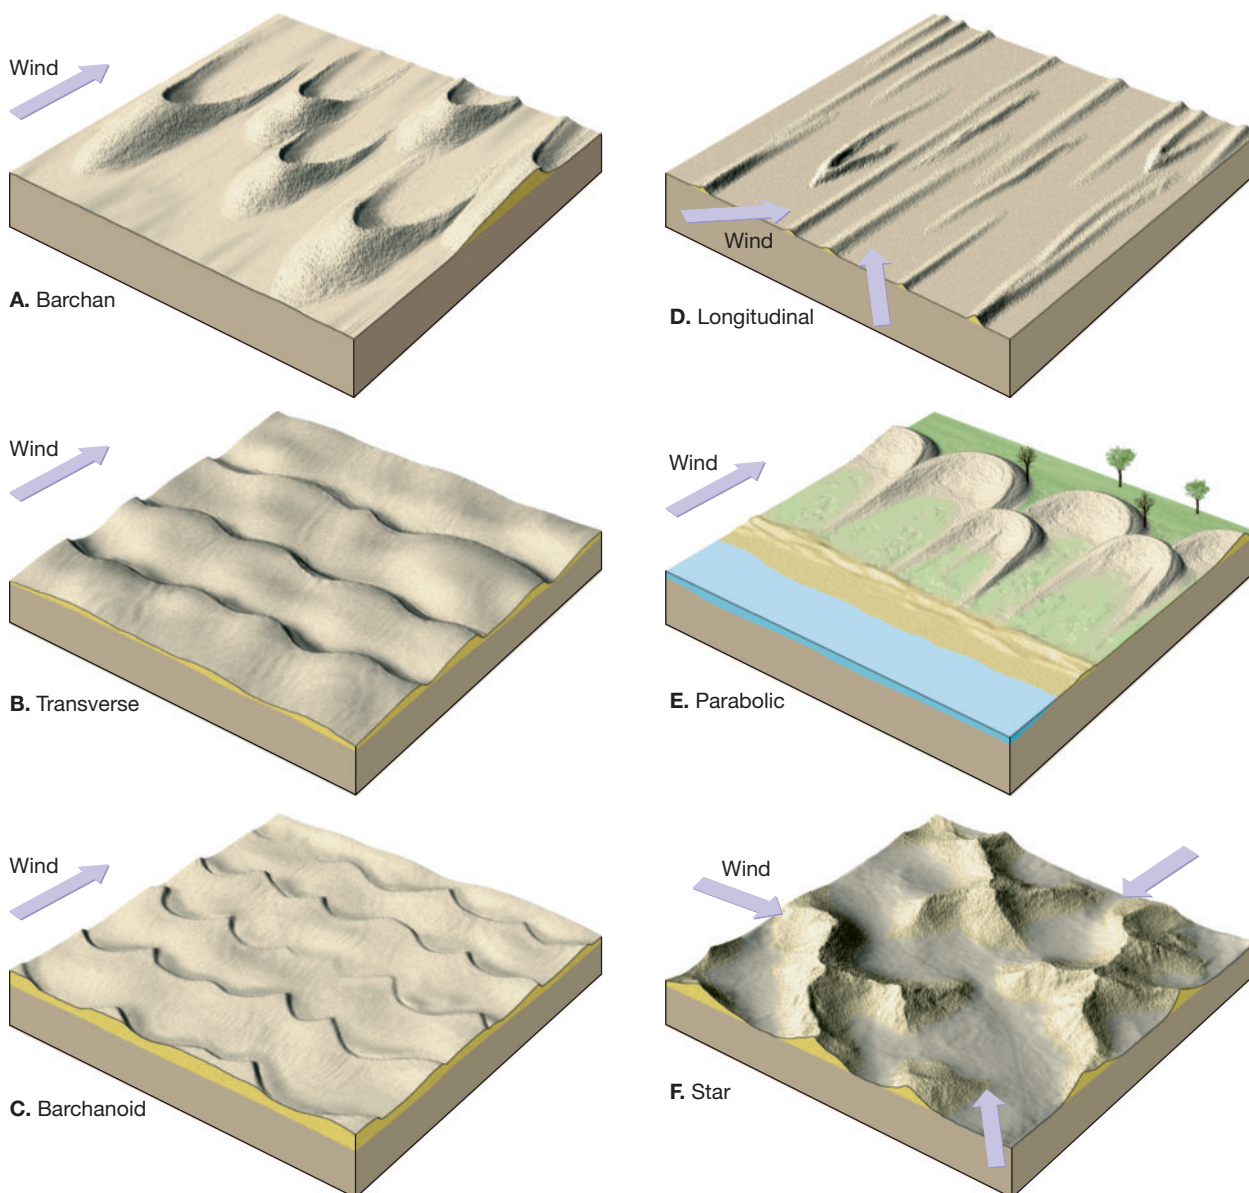 Wind
A. Barchan
Wind
B. Transverse
Wind
C. Barchanoid
Wind
D. Longitudinal
Wind
E. Parabolic
Wind
F. Star